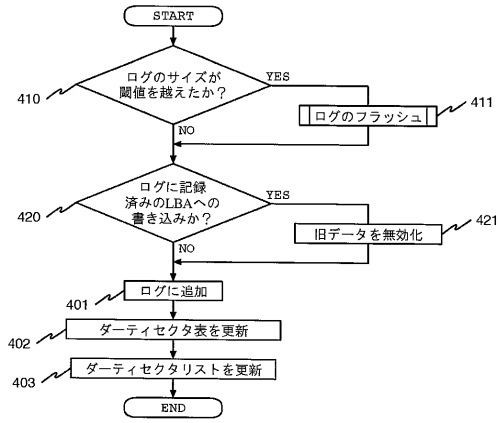 START
ログのサイズが
閾値を越えたか？
YES
410
ログのフラッシュ
411
NO
ログに記録
済みのLBAへの
書き込みか？
YES
420
旧データを無効化
421
NO
ログに追加
401
ダーティセクタ表を更新
402
ダーティセクタリストを更新
403
END